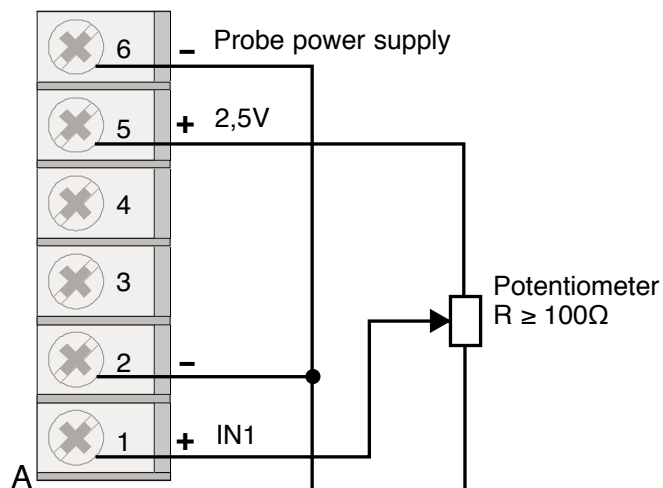 6 – Probe power supply
5 + 2,5V
4
3
Potentiometer
R ≥ 100Ω
2 –
1 + IN1
A